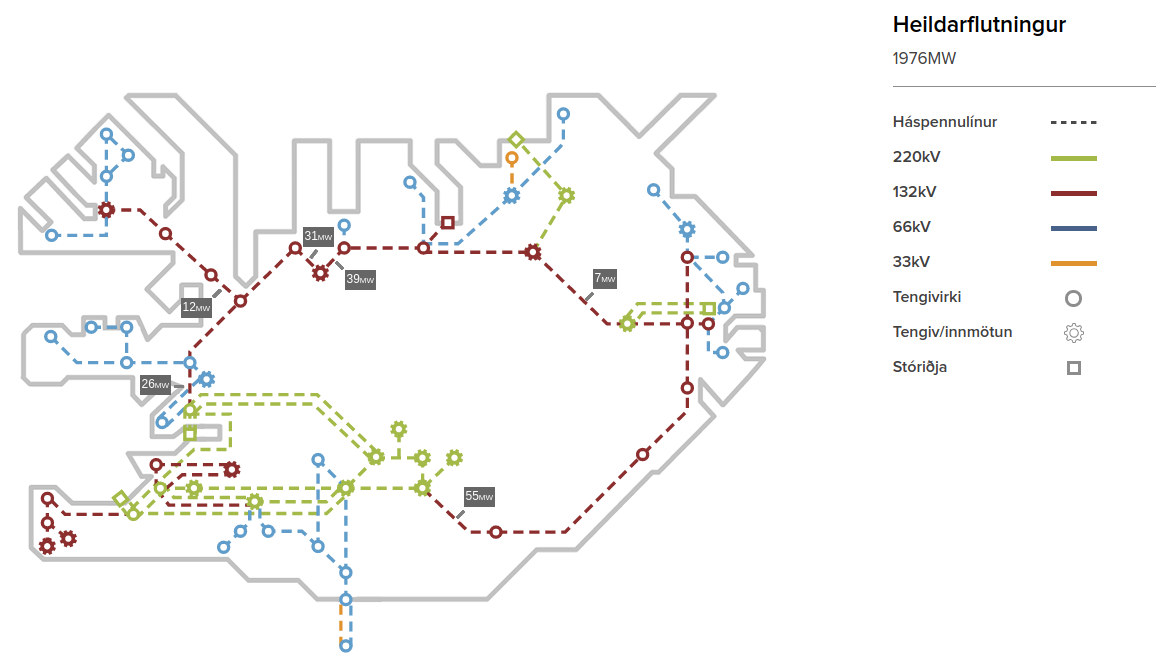 Heildarflutningur
1976MW
Háspennulínur
220kV
132kV
66kV
33kV
Tengivirki
Tengiv/innmötun
Stóriðja
31MW
39MW
7MW
12MW
26MW
55MW